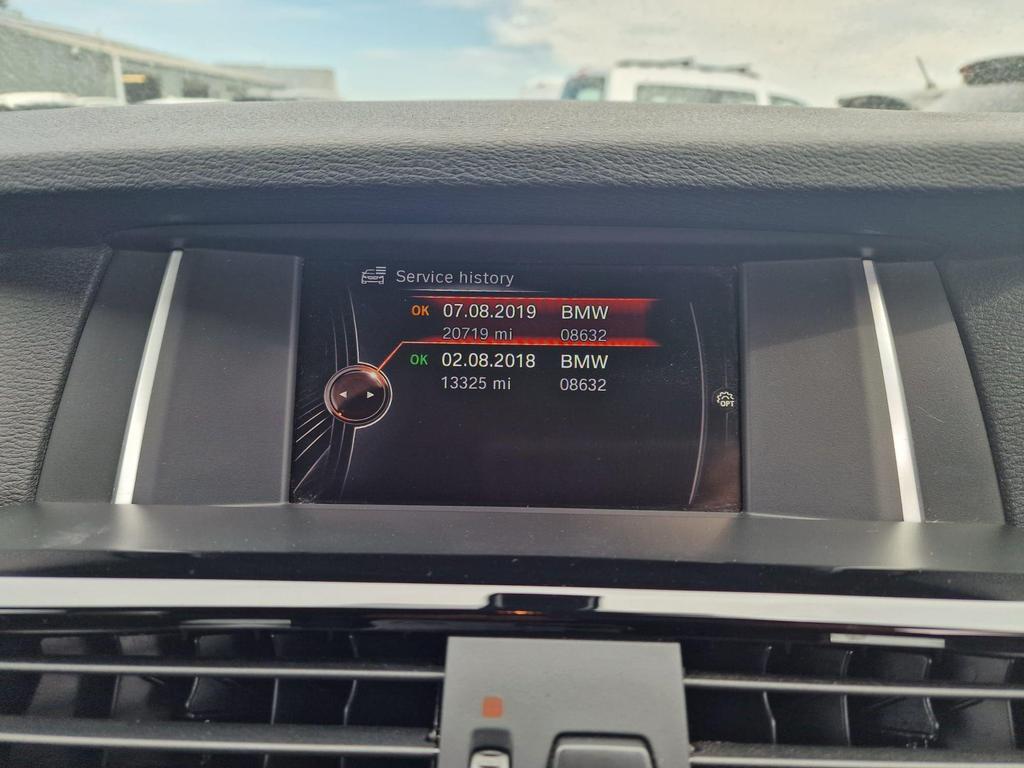 Service history
OK 07.08.2019 BMW
20719 mi 08632
OK 02.08.2018 BMW
13325 mi 08632
OPT